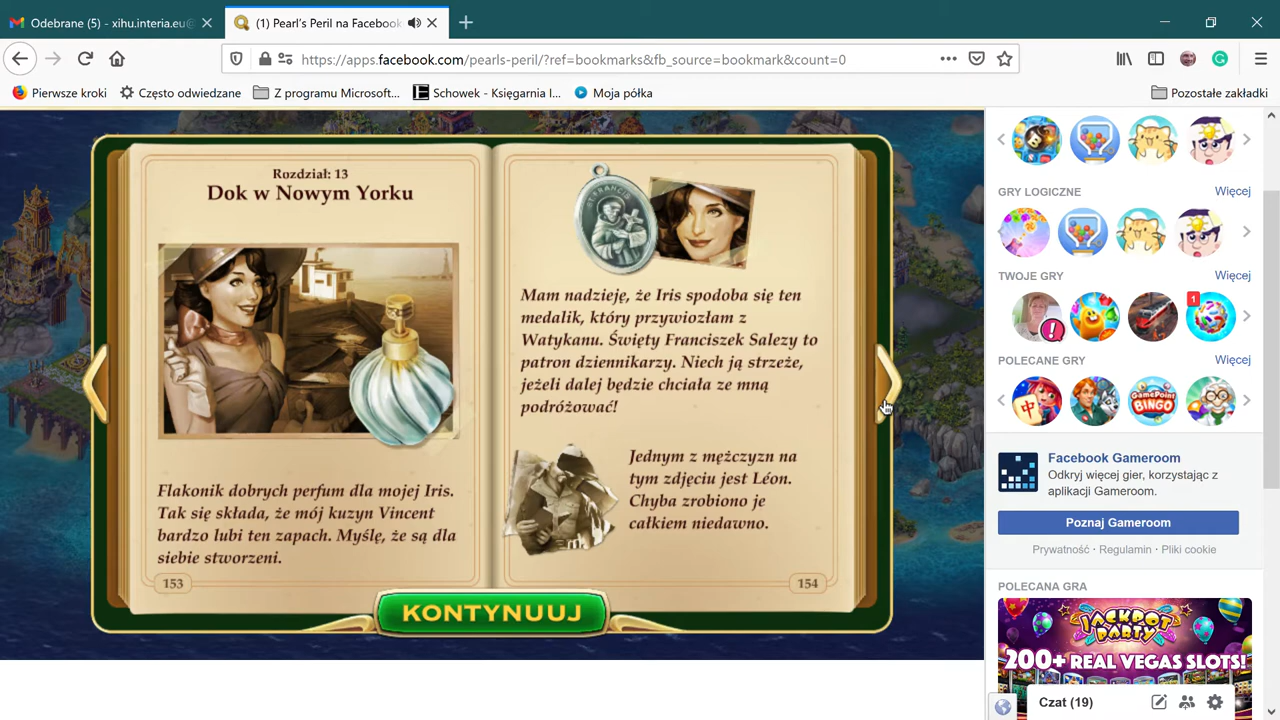 Odebrane (5) - xihu.interia.eu@
(1) Pearl's Peril na Facebook
https://apps.facebook.com/pearls-peril/?ref=bookmarks&fb_source=bookmark&count=0
Pierwsze kroki
Często odwiedzane
Z programu Microsoft...
Schowek - Księgarnia I...
Moja półka
Pozostałe zakładki
Rozdział: 13
Dok w Nowym Yorku
Flakonik dobrych perfum dla mojej Iris.
Tak się składa, że mój kuzyn Vincent
bardzo lubi ten zapach. Myślę, że są dla
siebie stworzeni.
153
Mam nadzieję, że Iris spodoba się ten
medalik, który przywiozłam z
Watykanu. Święty Franciszek Salezy to
patron dziennikarzy. Niech ją strzeże,
jeżeli dalej będzie chciała ze mną
podróżować!
Jednym z mężczyzn na
tym zdjęciu jest Léon.
Chyba zrobiono je
całkiem niedawno.
154
KONTYNUUJ
GRY LOGICZNE
Więcej
TWOJE GRY
Więcej
1
POLECANE GRY
Więcej
GAMEPOINT
BINGO
Facebook Gameroom
Odkryj więcej gier, korzystając z
aplikacji Gameroom.
Poznaj Gameroom
Prywatność · Regulamin · Pliki cookie
POLECANA GRA
JACKPOT
PARTY
200+ REAL VEGAS SLOTS!
Czat (19)